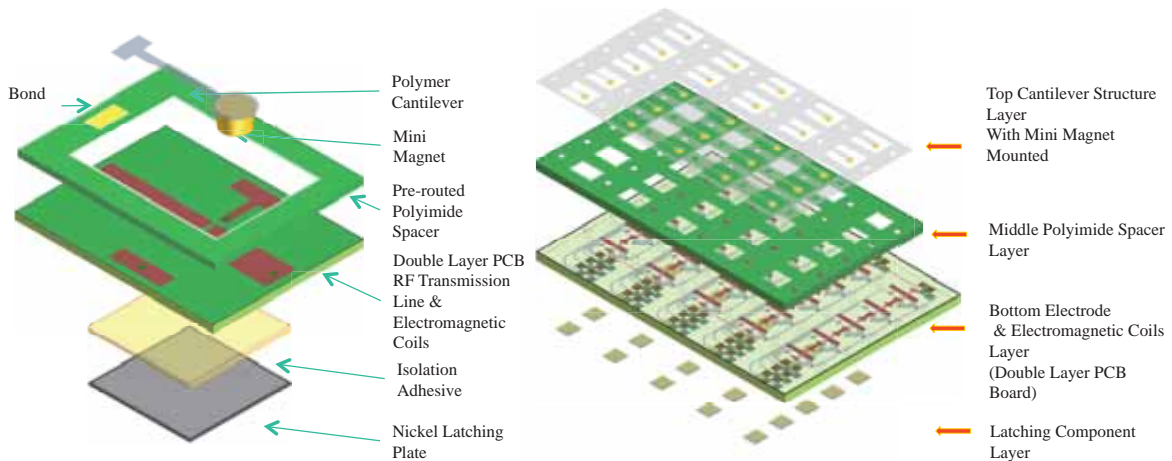 Bond
Polymer
Cantilever
Mini
Magnet
Pre-routed
Polyimide
Spacer
Double Layer PCB
RF Transmission
Line &
Electromagnetic
Coils
Isolation
Adhesive
Nickel Latching
Plate
Top Cantilever Structure
Layer
With Mini Magnet
Mounted
Middle Polyimide Spacer
Layer
Bottom Electrode
& Electromagnetic Coils
Layer
(Double Layer PCB
Board)
Latching Component
Layer